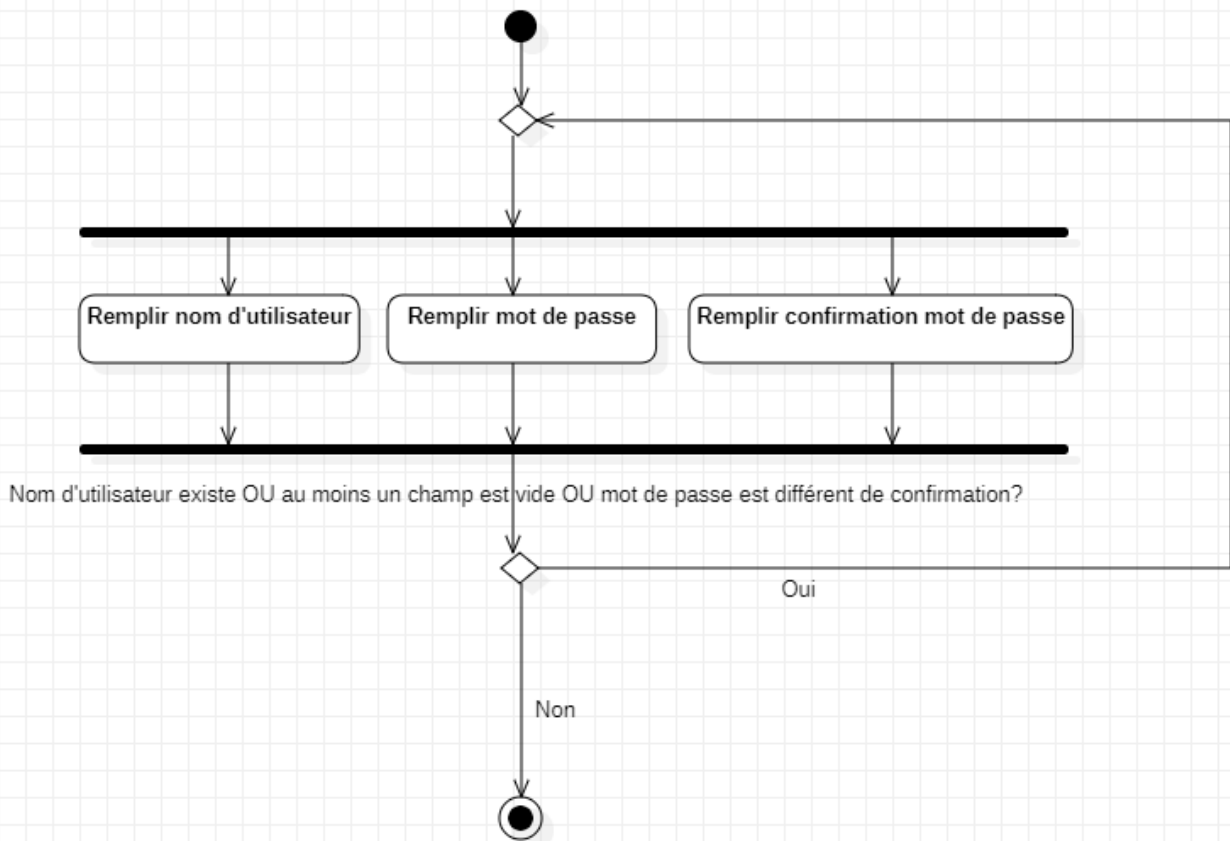 Remplir nom d'utilisateur
Remplir mot de passe
Remplir confirmation mot de passe
Nom d'utilisateur existe OU au moins un champ est vide OU mot de passe est différent de confirmation?
Oui
Non